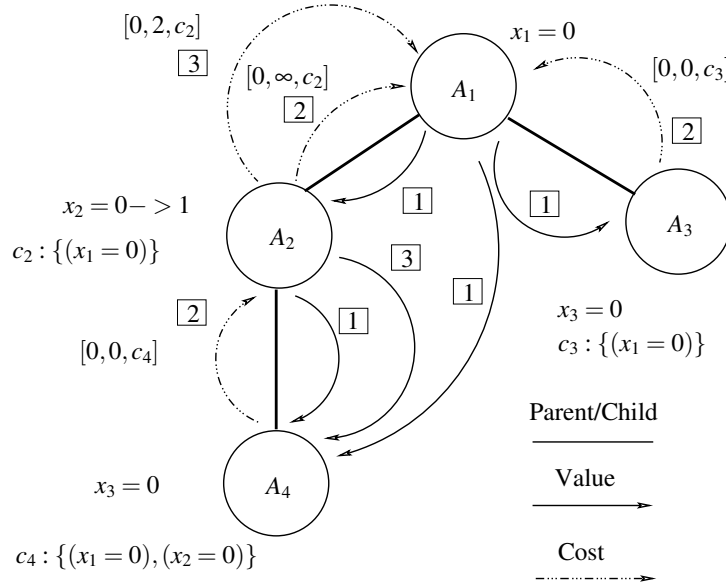 [0, 2, c₂]
x₁ = 0
3
[0, ∞, c₂]
[0, 0, c₃]
A₁
2
2
x₂ = 0− > 1
1
1
A₃
A₂
3
c₂ : {(x₁ = 0)}
1
2
1
x₃ = 0
[0, 0, c₄]
c₃ : {(x₁ = 0)}
Parent/Child
x₃ = 0
A₄
Value
c₄ : {(x₁ = 0), (x₂ = 0)}
Cost